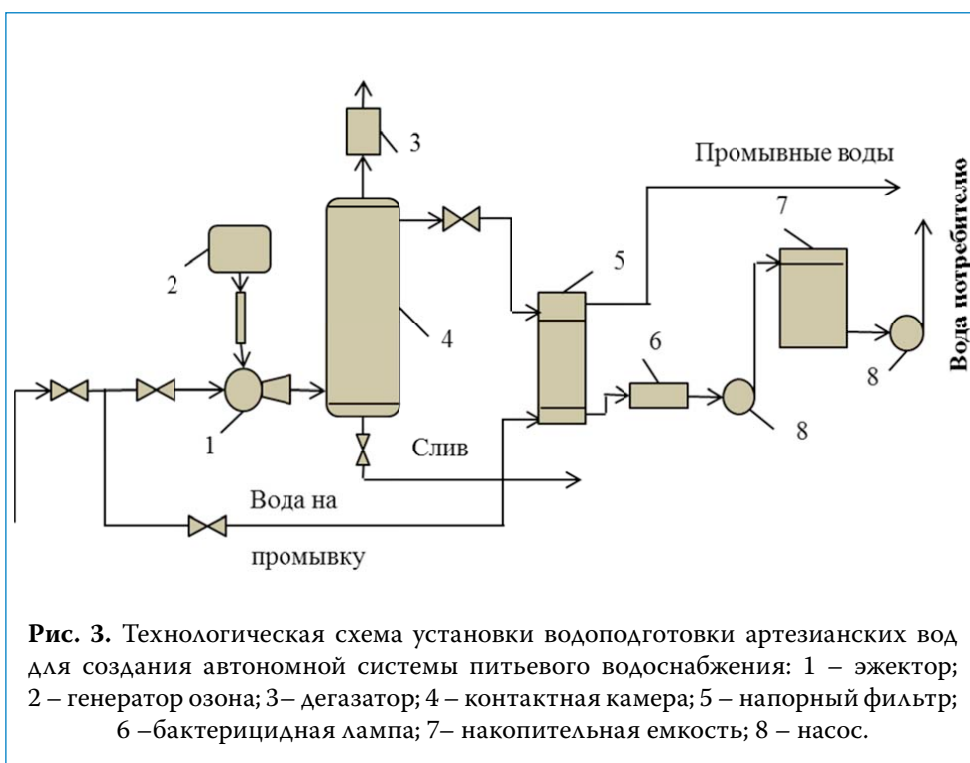 3
Промывные воды
7
2
5
4
6
Вода потребителю
8
1
8
Слив
Вода на
промывку
Рис. 3. Технологическая схема установки водоподготовки артезианских вод
для создания автономной системы питьевого водоснабжения: 1 – эжектор;
2 – генератор озона; 3– дегазатор; 4 – контактная камера; 5 – напорный фильтр;
6 –бактерицидная лампа; 7– накопительная емкость; 8 – насос.